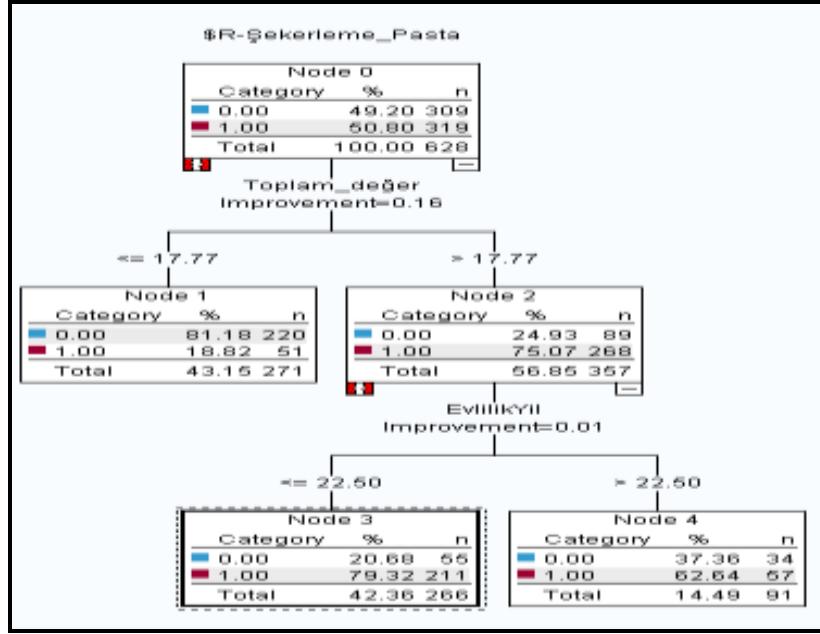 $R-Şekerleme_Pasta
Node 0
Category % n
0.00 49.20 309
1.00 50.80 319
Total 100.00 628
Toplam_değer
Improvement=0.16
<= 17.77
> 17.77
Node 1
Category % n
0.00 81.18 220
1.00 18.82 51
Total 43.15 271
Node 2
Category % n
0.00 24.93 89
1.00 75.07 268
Total 56.85 357
EvlilikYil
Improvement=0.01
<= 22.50
> 22.50
Node 3
Category % n
0.00 20.68 55
1.00 79.32 211
Total 42.36 266
Node 4
Category % n
0.00 37.36 34
1.00 62.64 57
Total 14.49 91